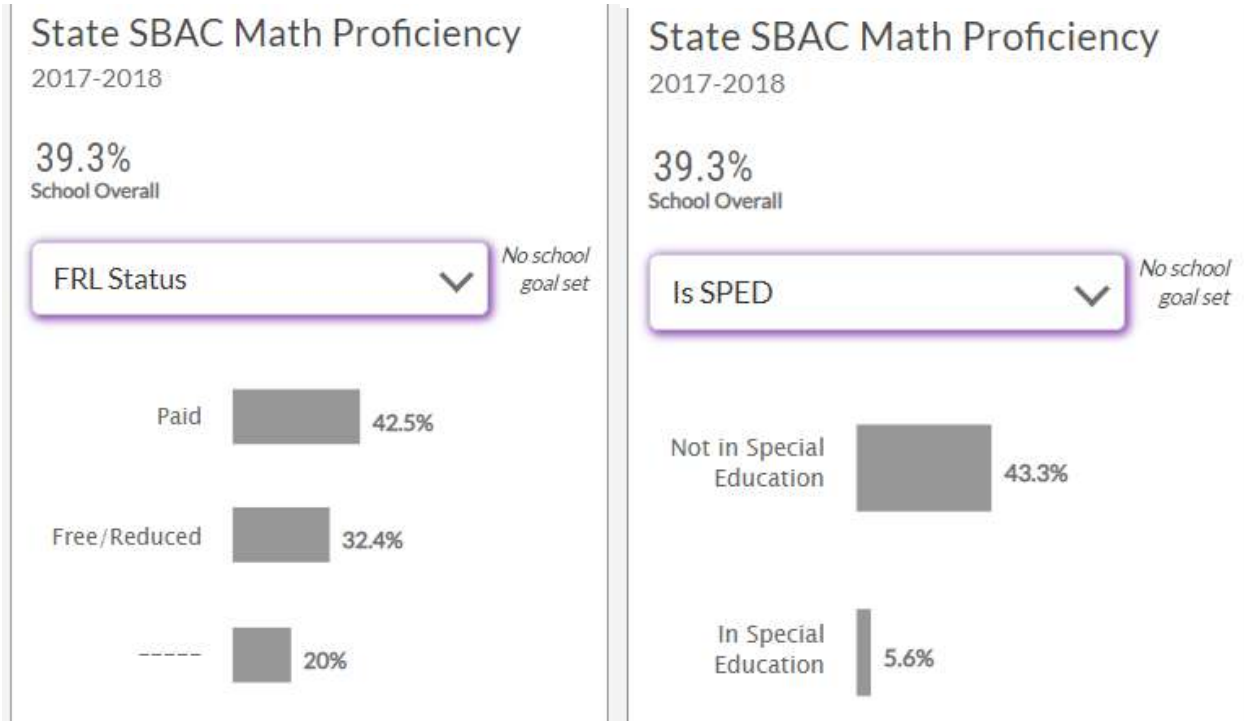 State SBAC Math Proficiency
2017-2018
39.3%
School Overall
FRL Status
No school
goal set
Paid
42.5%
Free/Reduced
32.4%
-----
20%
State SBAC Math Proficiency
2017-2018
39.3%
School Overall
Is SPED
No school
goal set
Not in Special
Education
43.3%
In Special
Education
5.6%